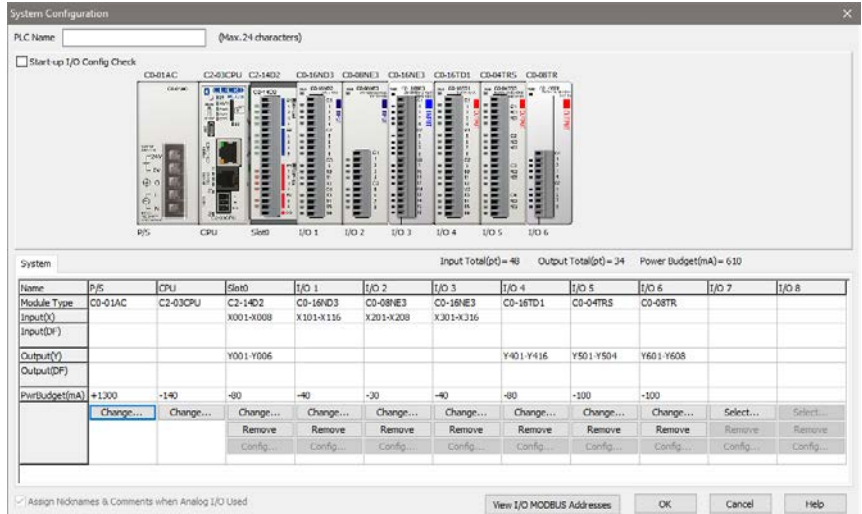 System Configuration
PLC Name (Max. 24 characters)
Start-up I/O Config Check
C0-01AC C2-03CPU C2-14D2 C0-16ND3 C0-08NE3 C0-16NE3 C0-16TD1 C0-04TRS C0-08TR
P/S CPU Slot0 I/O 1 I/O 2 I/O 3 I/O 4 I/O 5 I/O 6
System Input Total(pt)= 48 Output Total(pt)= 34 Power Budget(mA)= 610
Name P/S CPU Slot0 I/O 1 I/O 2 I/O 3 I/O 4 I/O 5 I/O 6 I/O 7 I/O 8
Module Type C0-01AC C2-03CPU C2-14D2 C0-16ND3 C0-08NE3 C0-16NE3 C0-16TD1 C0-04TRS C0-08TR
Input(X) X001-X008 X101-X116 X201-X208 X301-X316
Input(DF)
Output(Y) Y001-Y006 Y401-Y416 Y501-Y504 Y601-Y608
Output(DF)
PwrBudget(mA) +1300 -140 -80 -40 -30 -40 -80 -100 -100
Change... Change... Change... Change... Change... Change... Change... Change... Change... Select... Select...
Remove Remove Remove Remove Remove Remove Remove Remove Remove
Config... Config... Config... Config... Config... Config... Config... Config... Config...
Assign Nicknames & Comments when Analog I/O Used View I/O MODBUS Addresses OK Cancel Help